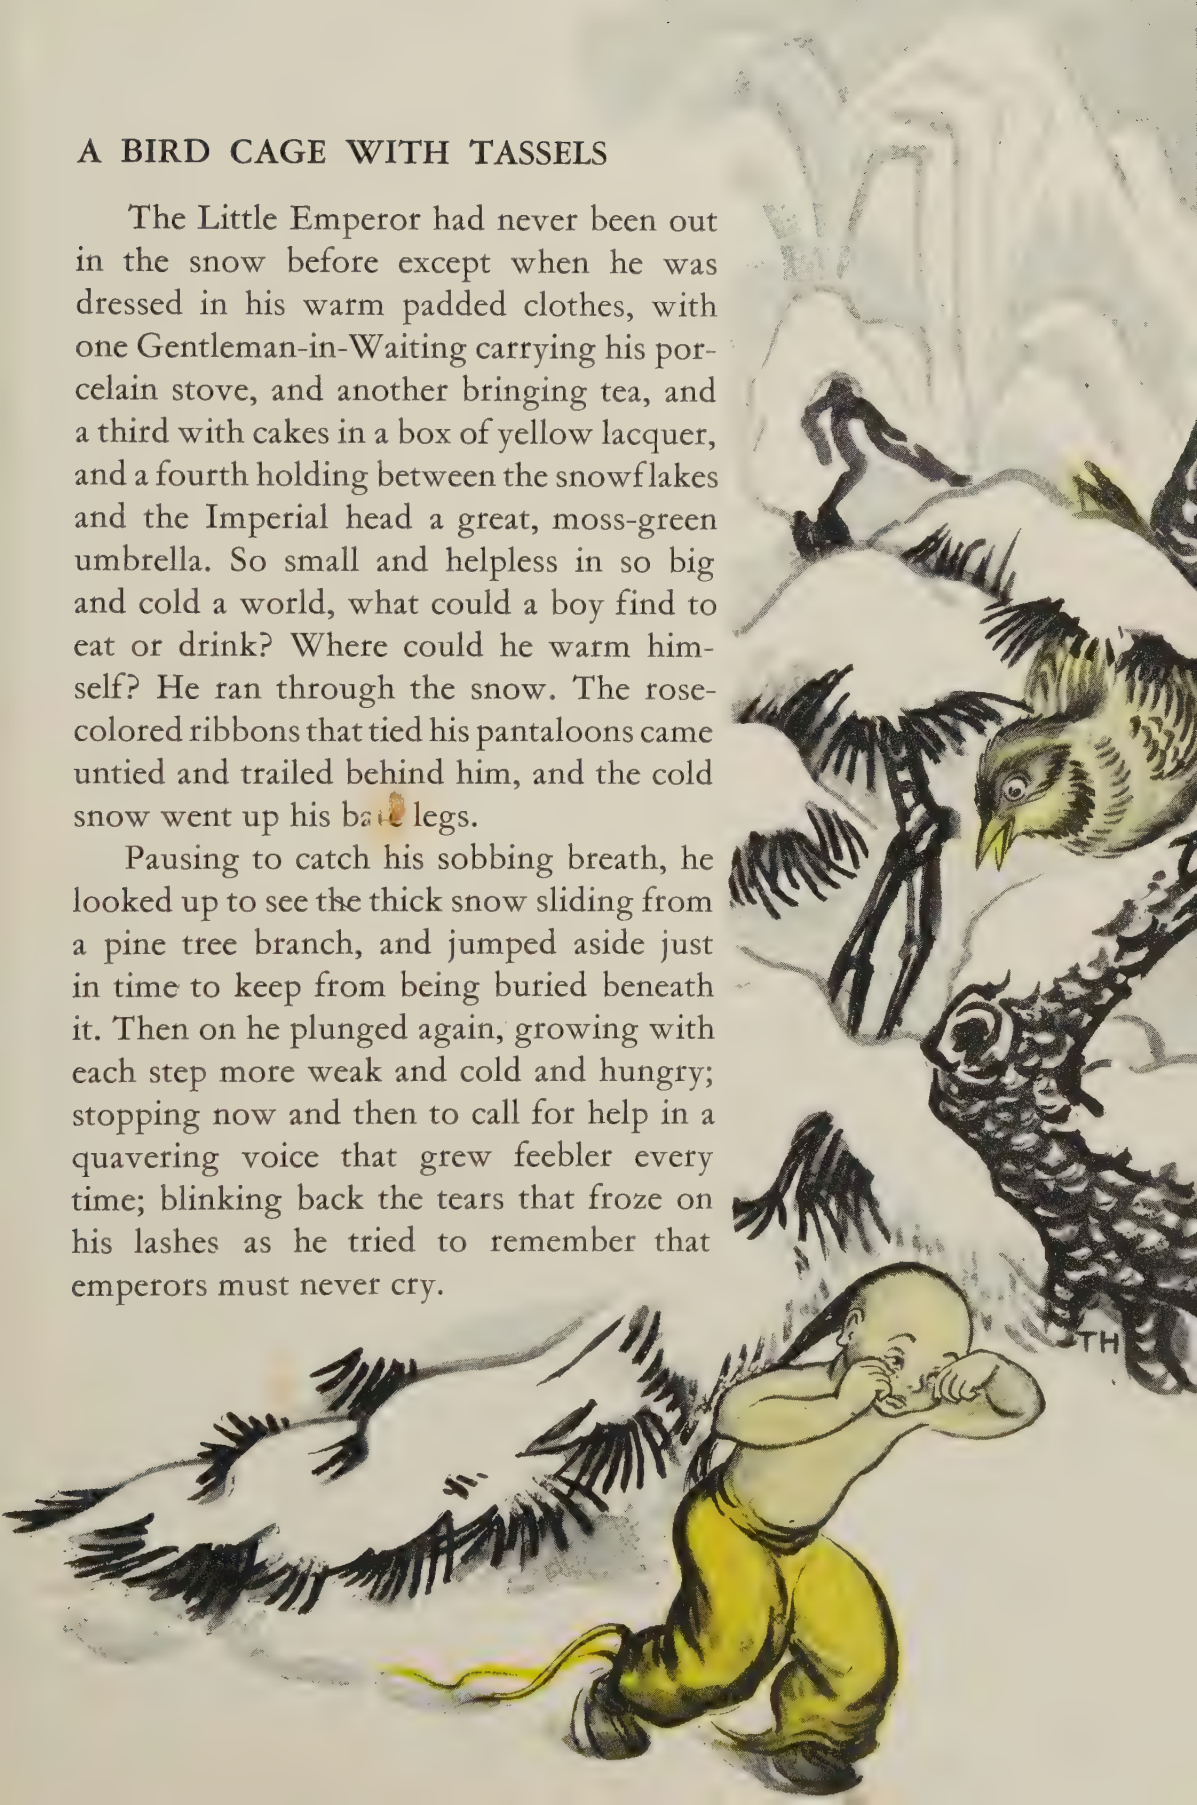 A BIRD CAGE WITH TASSELS
The Little Emperor had never been out
in the snow before except when he was
dressed in his warm padded clothes, with
one Gentleman-in-Waiting carrying his por-
celain stove, and another bringing tea, and
a third with cakes in a box of yellow lacquer,
and a fourth holding between the snowflakes
and the Imperial head a great, moss-green
umbrella. So small and helpless in so big
and cold a world, what could a boy find to
eat or drink? Where could he warm him-
self? He ran through the snow. The rose-
colored ribbons that tied his pantaloons came
untied and trailed behind him, and the cold
snow went up his bare legs.
Pausing to catch his sobbing breath, he
looked up to see the thick snow sliding from
a pine tree branch, and jumped aside just
in time to keep from being buried beneath
it. Then on he plunged again, growing with
each step more weak and cold and hungry;
stopping now and then to call for help in a
quavering voice that grew feebler every
time; blinking back the tears that froze on
his lashes as he tried to remember that
emperors must never cry.
TH